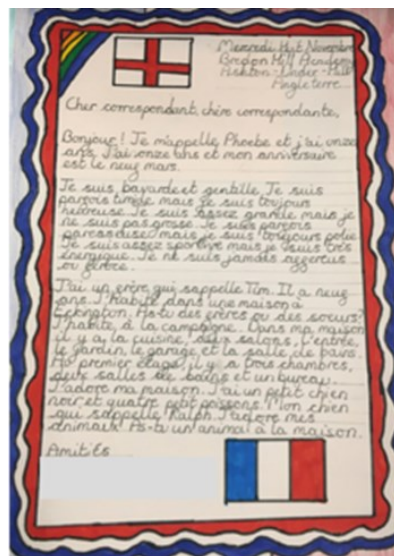 Mercredi Huit Novembre
Bredon Hill Academy
Ashton-Under-Hill
Angleterre
Cher correspondant, chère correspondante,
Bonjour! Je m'appelle Phoebe et j'ai onze
ans. J'ai onze ans et mon anniversaire
est le neuf mars.
Je suis bavarde et gentille. Je suis
parfois timide mais je suis toujours
heureuse. Je suis assez grande mais je
ne suis pas grosse. Je suis parfois
paresseuse mais je suis toujours polie.
Je suis assez sportive mais je suis très
énergique. Je ne suis jamais
ou
J'ai un frère qui s'appelle Tim. Il a neuf
ans. J'habite dans une maison à
Eckington. As-tu des frères ou des soeurs?
J'habite à la campagne. Dans ma maison
il y a la cuisine, deux salons, l'entrée,
le jardin, le garage et la salle de bains.
Au premier étage, il y a trois chambres,
deux salles de bains et un bureau.
J'adore ma maison. J'ai un petit chien
noir et quatre petit poissons. Mon chien
qui s'appelle Ralph. J'adore mes
animaux. As-tu un animal à la maison.
Amitiés